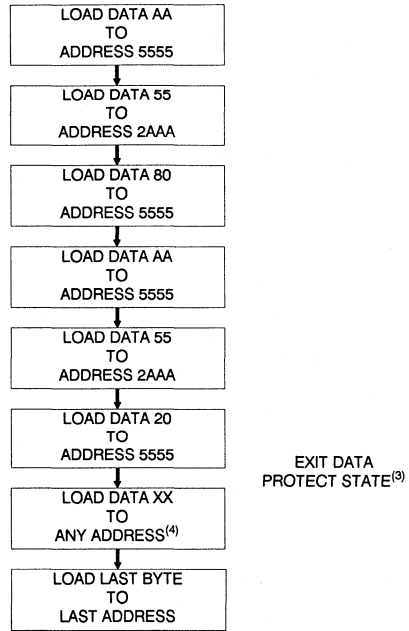 LOAD DATA AA
TO
ADDRESS 5555
LOAD DATA 55
TO
ADDRESS 2AAA
LOAD DATA 80
TO
ADDRESS 5555
LOAD DATA AA
TO
ADDRESS 5555
LOAD DATA 55
TO
ADDRESS 2AAA
LOAD DATA 20
TO
ADDRESS 5555
EXIT DATA
PROTECT STATE(3)
LOAD DATA XX
TO
ANY ADDRESS(4)
LOAD LAST BYTE
TO
LAST ADDRESS